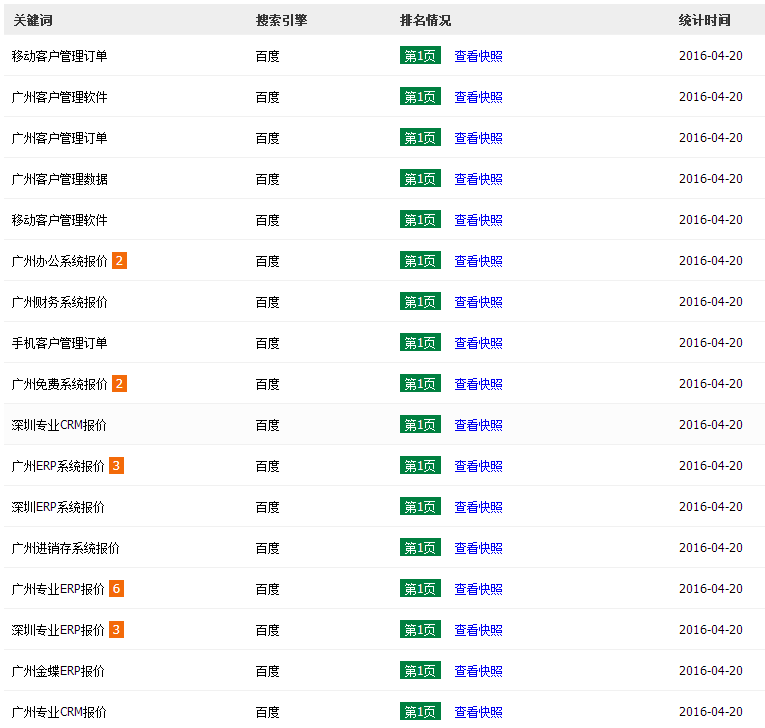 关键词 搜索引擎 排名情况 统计时间
移动客户管理订单 百度 第1页 查看快照 2016-04-20
广州客户管理软件 百度 第1页 查看快照 2016-04-20
广州客户管理订单 百度 第1页 查看快照 2016-04-20
广州客户管理数据 百度 第1页 查看快照 2016-04-20
移动客户管理软件 百度 第1页 查看快照 2016-04-20
广州办公系统报价 2 百度 第1页 查看快照 2016-04-20
广州财务系统报价 百度 第1页 查看快照 2016-04-20
手机客户管理订单 百度 第1页 查看快照 2016-04-20
广州免费系统报价 2 百度 第1页 查看快照 2016-04-20
深圳专业CRM报价 百度 第1页 查看快照 2016-04-20
广州ERP系统报价 3 百度 第1页 查看快照 2016-04-20
深圳ERP系统报价 百度 第1页 查看快照 2016-04-20
广州进销存系统报价 百度 第1页 查看快照 2016-04-20
广州专业ERP报价 6 百度 第1页 查看快照 2016-04-20
深圳专业ERP报价 3 百度 第1页 查看快照 2016-04-20
广州金蝶ERP报价 百度 第1页 查看快照 2016-04-20
广州专业CRM报价 百度 第1页 查看快照 2016-04-20